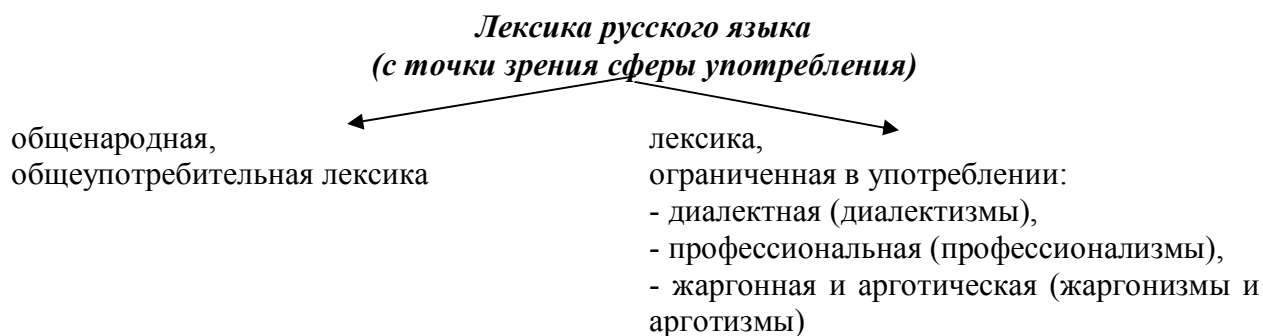 Лексика русского языка
(с точки зрения сферы употребления)
общенародная,
общеупотребительная лексика
лексика,
ограниченная в употреблении:
- диалектная (диалектизмы),
- профессиональная (профессионализмы),
- жаргонная и арготическая (жаргонизмы и
арготизмы)